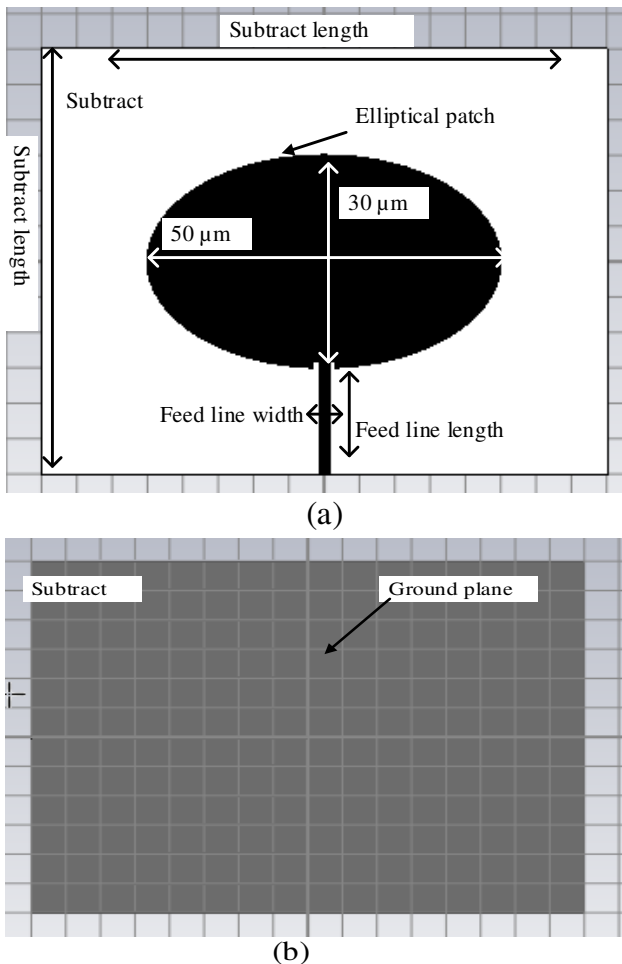 Subtract length
Subtract
Elliptical patch
Subtract length
30 µm
50 µm
Feed line width
Feed line length
(a)
Subtract
Ground plane
(b)